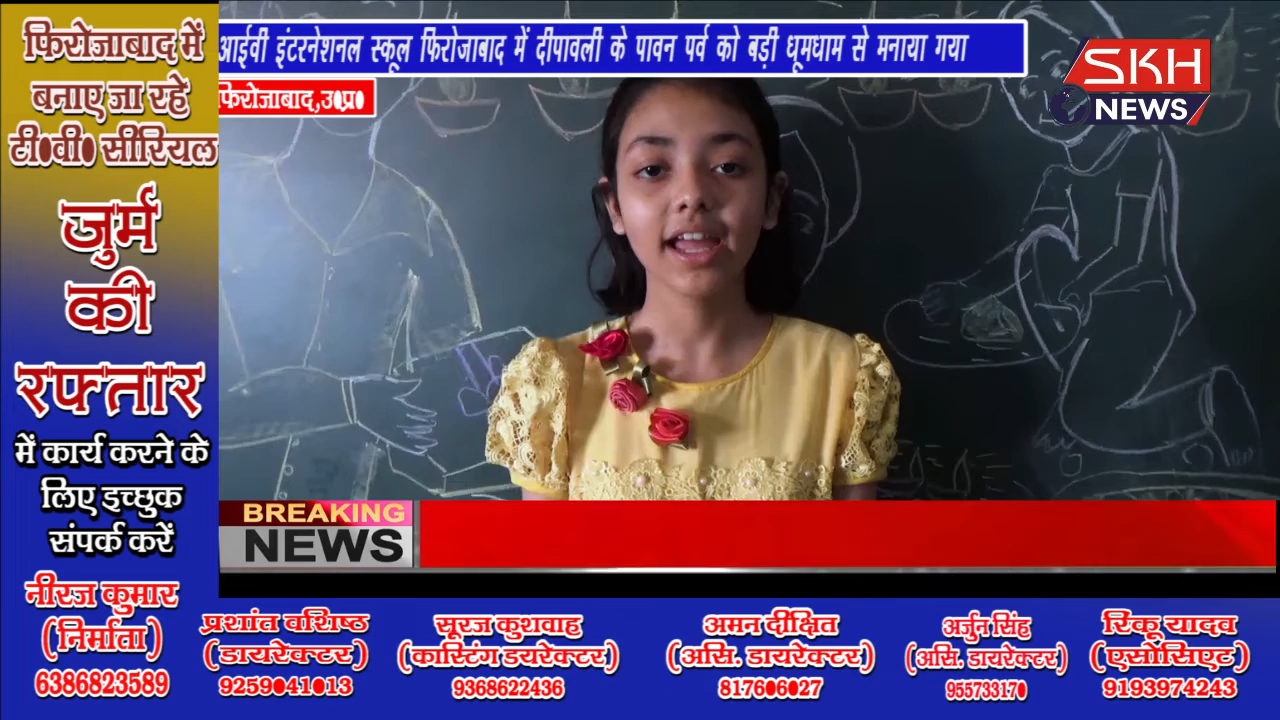 फिरोजाबाद में
बनाए जा रहे
टी०वी० सीरियल
जुर्म
की
रफ्तार
में कार्य करने के
लिए इच्छुक
संपर्क करें
नीरज कुमार
(निर्माता)
6386823589
आईवी इंटरनेशनल स्कूल फिरोजाबाद में दीपावली के पावन पर्व को बड़ी धूमधाम से मनाया गया
फिरोजाबाद,उ०प्र०
SKH
NEWS
BREAKING
NEWS
प्रशांत वशिष्ठ
(डायरेक्टर)
9259041013
सूरज कुशवाह
(कास्टिंग डयरेक्टर)
9368622436
अमन दीक्षित
(असि. डायरेक्टर)
817606027
अर्जुन सिंह
(असि. डायरेक्टर)
955733170
रिंकू यादव
(एसोसिएट)
9193974243